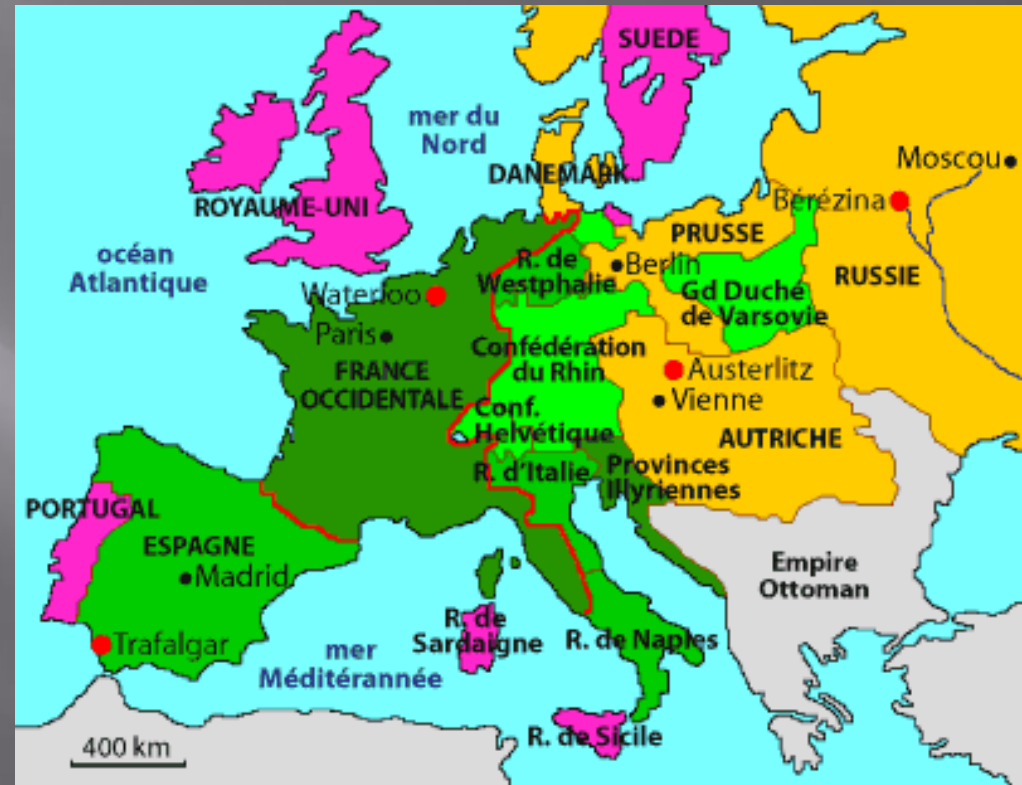 SUEDE
mer du
Nord
DANEMARK
Moscou
ROYAUME-UNI
Bérézina
PRUSSE
océan
Atlantique
R. de
Westphalie
Berlin
RUSSIE
Waterloo
Gd Duché
de Varsovie
Paris
Confédération
du Rhin
FRANCE
OCCIDENTALE
Austerlitz
Vienne
Conf.
Helvétique
AUTRICHE
R. d'Italie
Provinces
Illyriennes
PORTUGAL
ESPAGNE
Madrid
Empire
Ottoman
Trafalgar
R. de
Sardaigne
R. de Naples
mer
Méditérannée
R. de Sicile
400 km